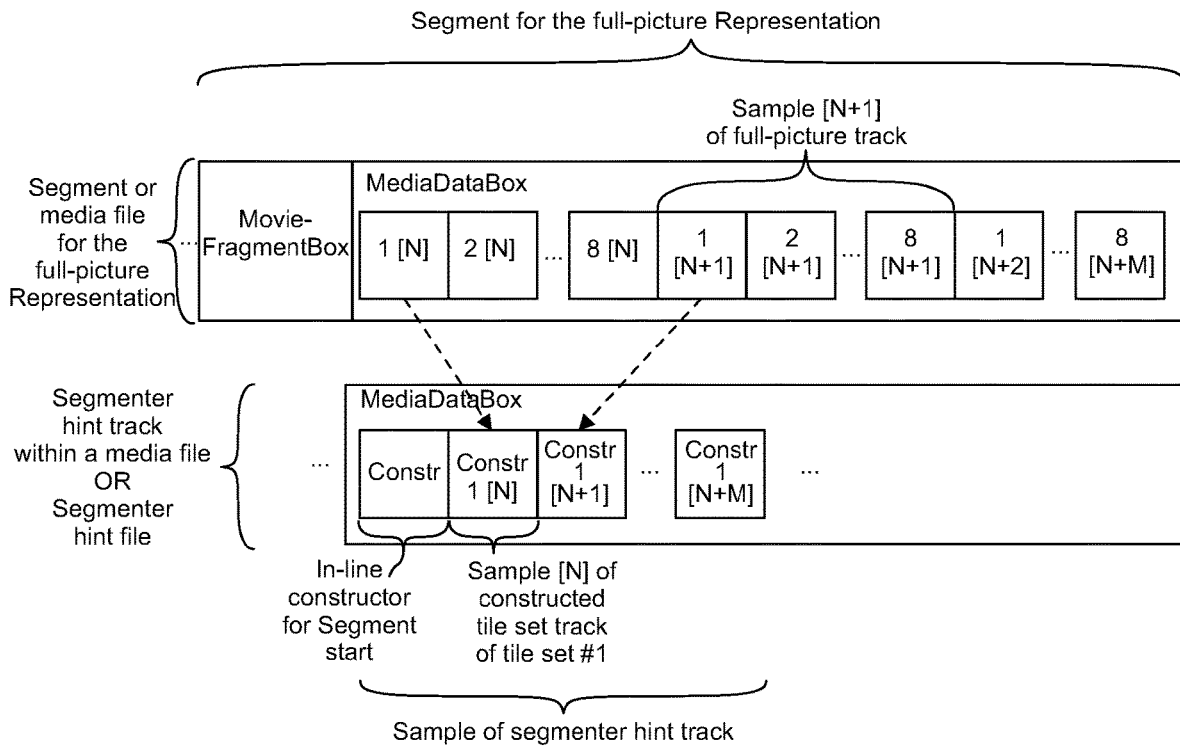 Segment for the full-picture Representation
Sample [N+1]
of full-picture track
Segment or
media file
for the
full-picture
Representation
...
Movie-
FragmentBox
MediaDataBox
1 [N]
2 [N]
...
8 [N]
1
[N+1]
2
[N+1]
...
8
[N+1]
1
[N+2]
...
8
[N+M]
Segmenter
hint track
within a media file
OR
Segmenter
hint file
...
MediaDataBox
Constr
Constr
1 [N]
Constr
1
[N+1]
...
Constr
1
[N+M]
...
In-line
constructor
for Segment
start
Sample [N] of
constructed
tile set track
of tile set #1
Sample of segmenter hint track